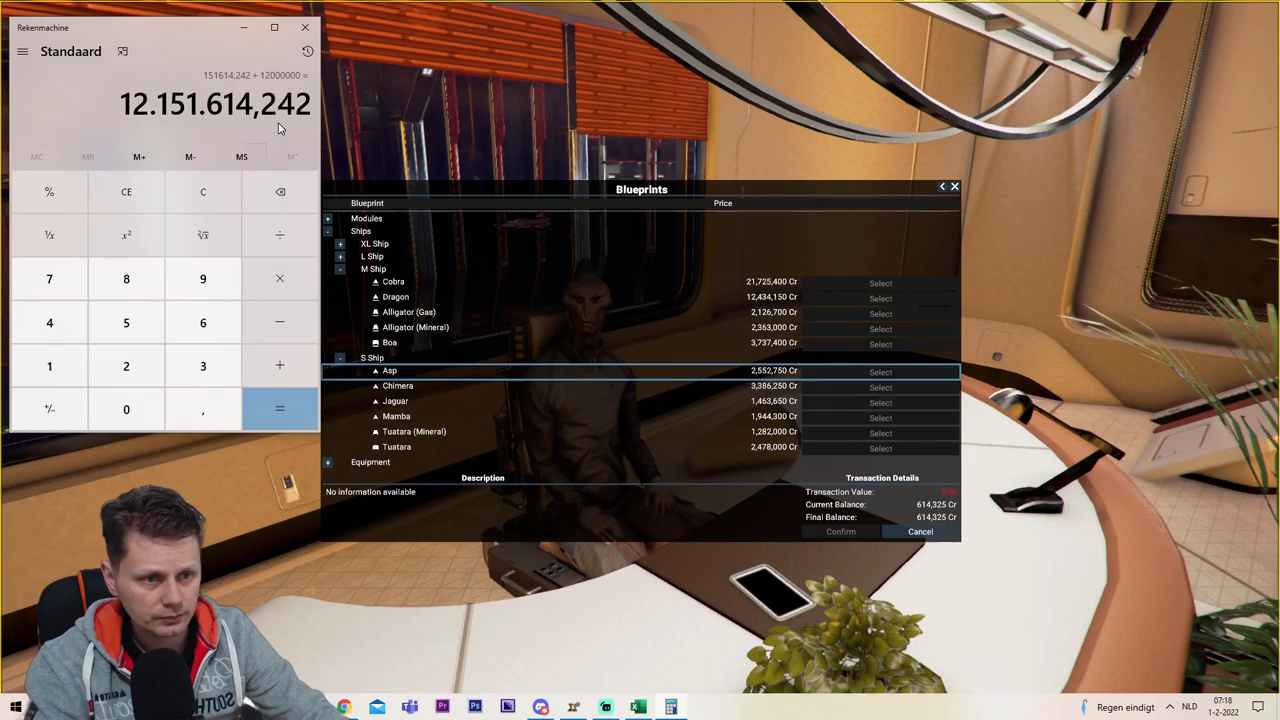 Rekenmachine
Standaard
151614,242 + 12000000 =
12.151.614,242
MC MR M+ M- MS M˅
% CE C
¹/x x² ²√x ÷
7 8 9 ×
4 5 6 −
1 2 3 +
⁺/₋ 0 , =
Blueprints
Blueprint Price
+ Modules
- Ships
+ XL Ship
+ L Ship
- M Ship
Cobra 21,725,400 Cr Select
Dragon 12,434,150 Cr Select
Alligator (Gas) 2,126,700 Cr Select
Alligator (Mineral) 2,363,000 Cr Select
Boa 3,737,400 Cr Select
- S Ship
Asp 2,552,750 Cr Select
Chimera 3,386,250 Cr Select
Jaguar 1,463,650 Cr Select
Mamba 1,944,300 Cr Select
Tuatara (Mineral) 1,282,000 Cr Select
Tuatara 2,478,000 Cr Select
+ Equipment
Description
No information available
Transaction Details
Transaction Value: 0 Cr
Current Balance: 614,325 Cr
Final Balance: 614,325 Cr
Confirm Cancel
Pr Ps
Regen eindigt NLD 07:18
1-2-2022